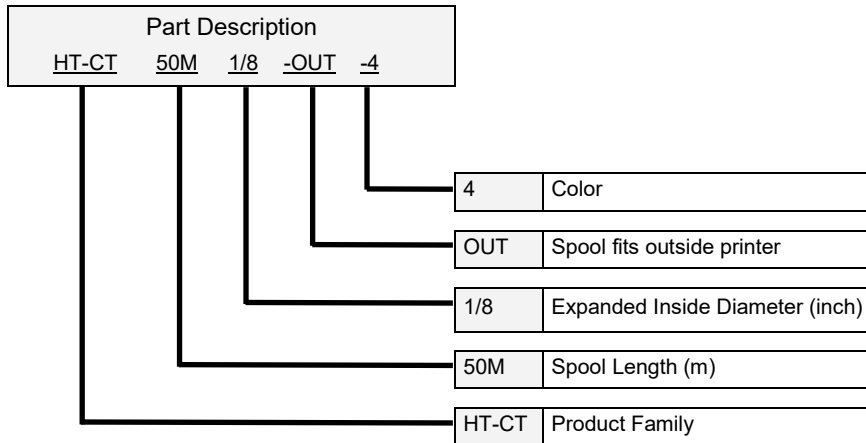 Part Description
HT-CT 50M 1/8 -OUT -4
4 Color
OUT Spool fits outside printer
1/8 Expanded Inside Diameter (inch)
50M Spool Length (m)
HT-CT Product Family